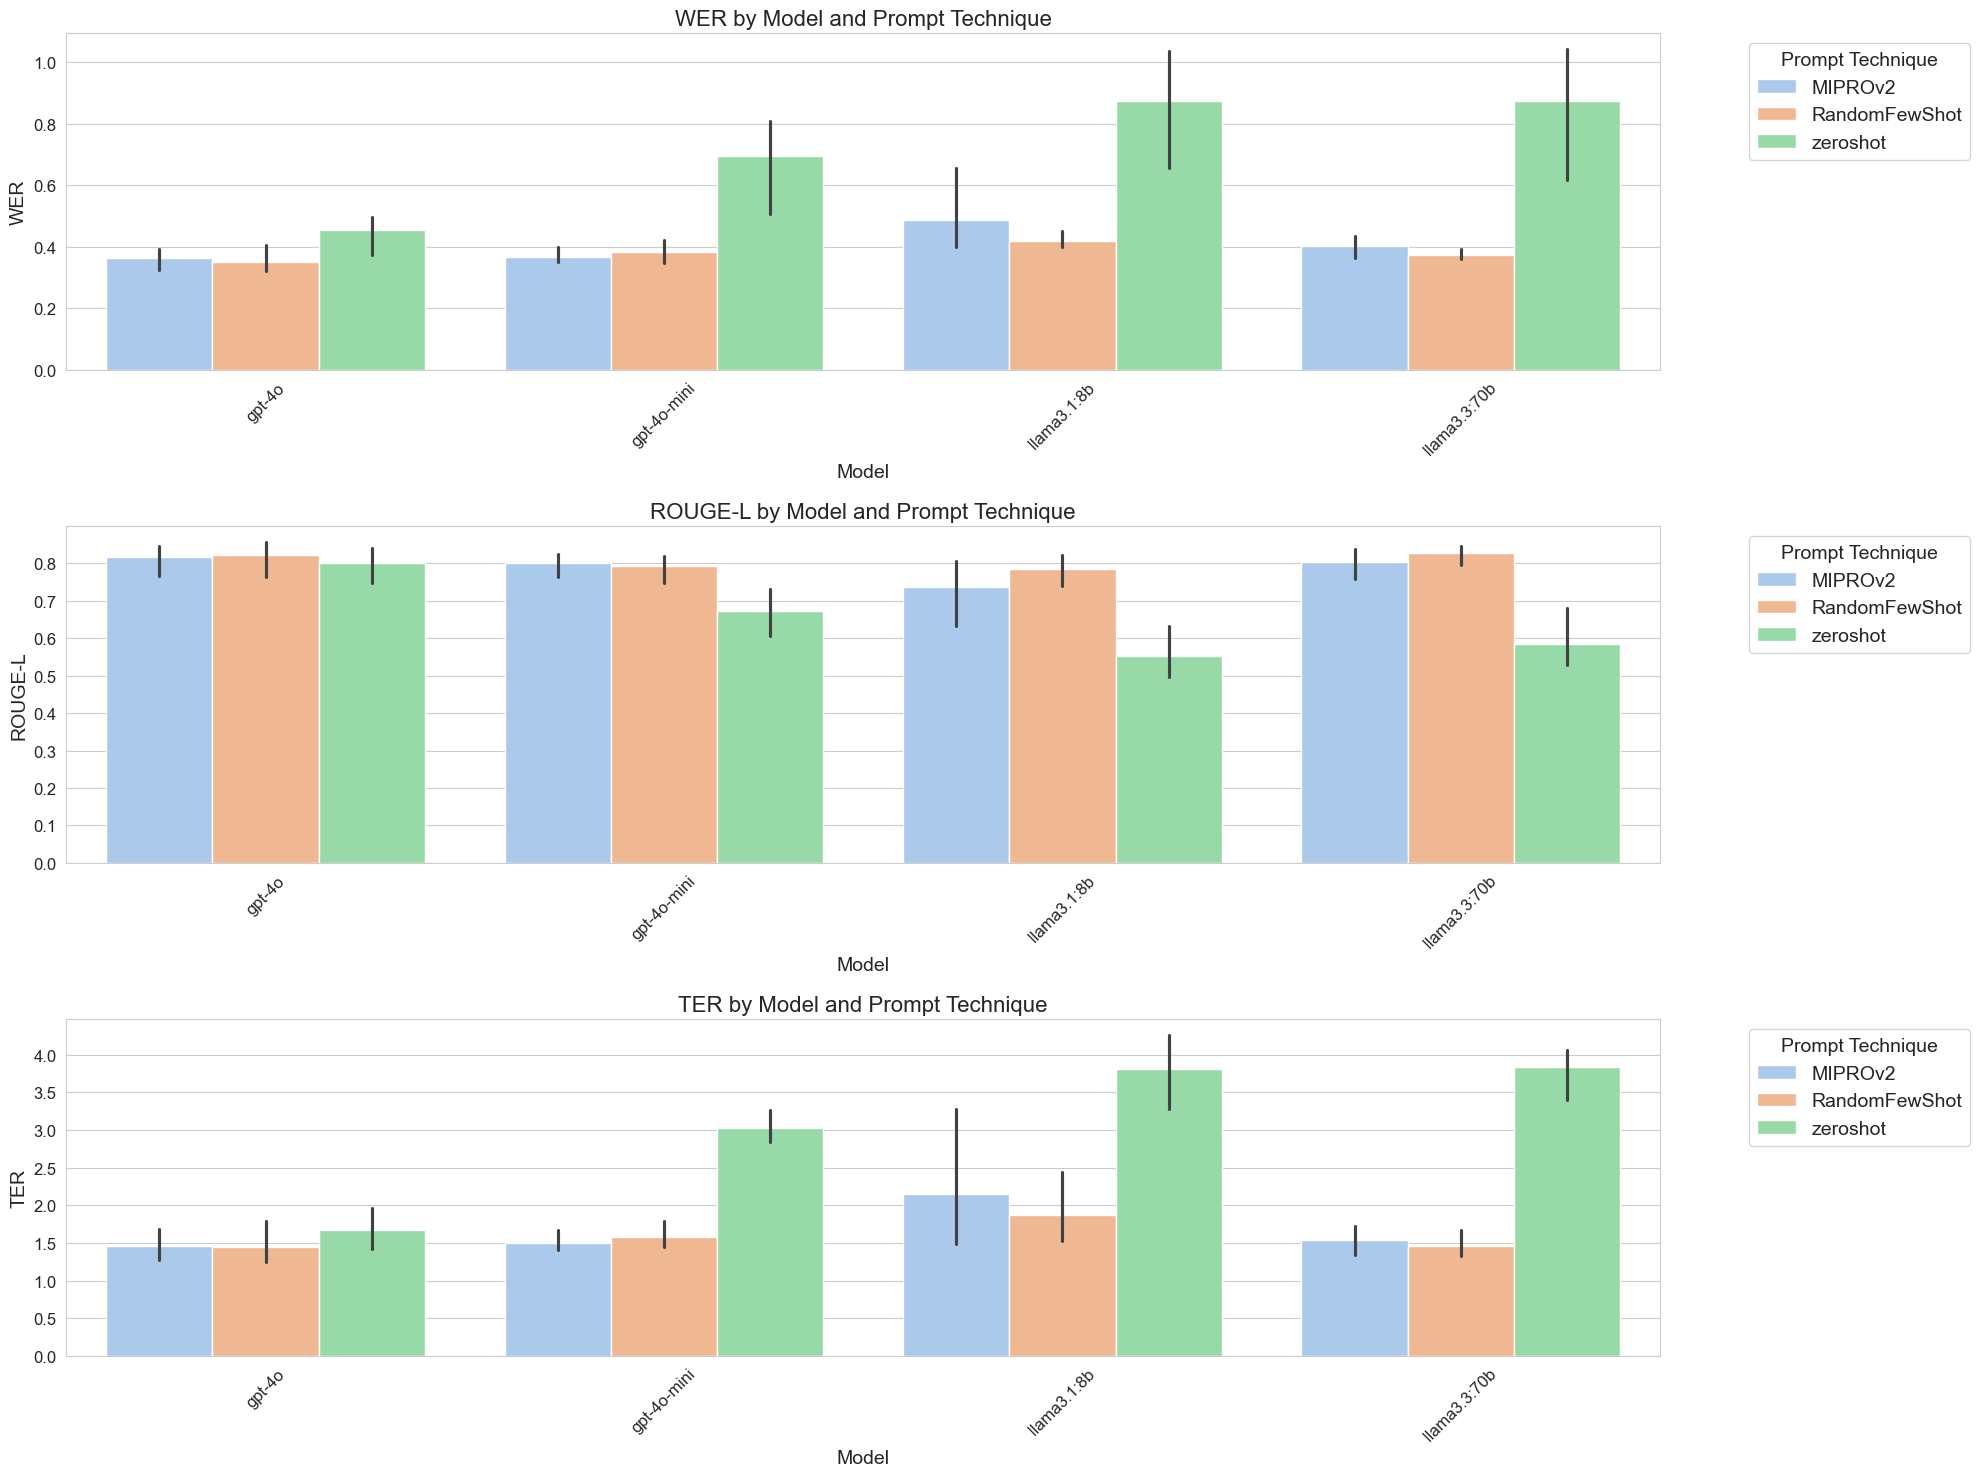 WER by Model and Prompt Technique
WER
1.0
0.8
0.6
0.4
0.2
0.0
gpt-4o
gpt-4o-mini
llama3.1:8b
llama3.3:70b
Model
Prompt Technique
MIPROv2
RandomFewShot
zeroshot
ROUGE-L by Model and Prompt Technique
ROUGE-L
0.8
0.7
0.6
0.5
0.4
0.3
0.2
0.1
0.0
gpt-4o
gpt-4o-mini
llama3.1:8b
llama3.3:70b
Model
Prompt Technique
MIPROv2
RandomFewShot
zeroshot
TER by Model and Prompt Technique
TER
4.0
3.5
3.0
2.5
2.0
1.5
1.0
0.5
0.0
gpt-4o
gpt-4o-mini
llama3.1:8b
llama3.3:70b
Model
Prompt Technique
MIPROv2
RandomFewShot
zeroshot